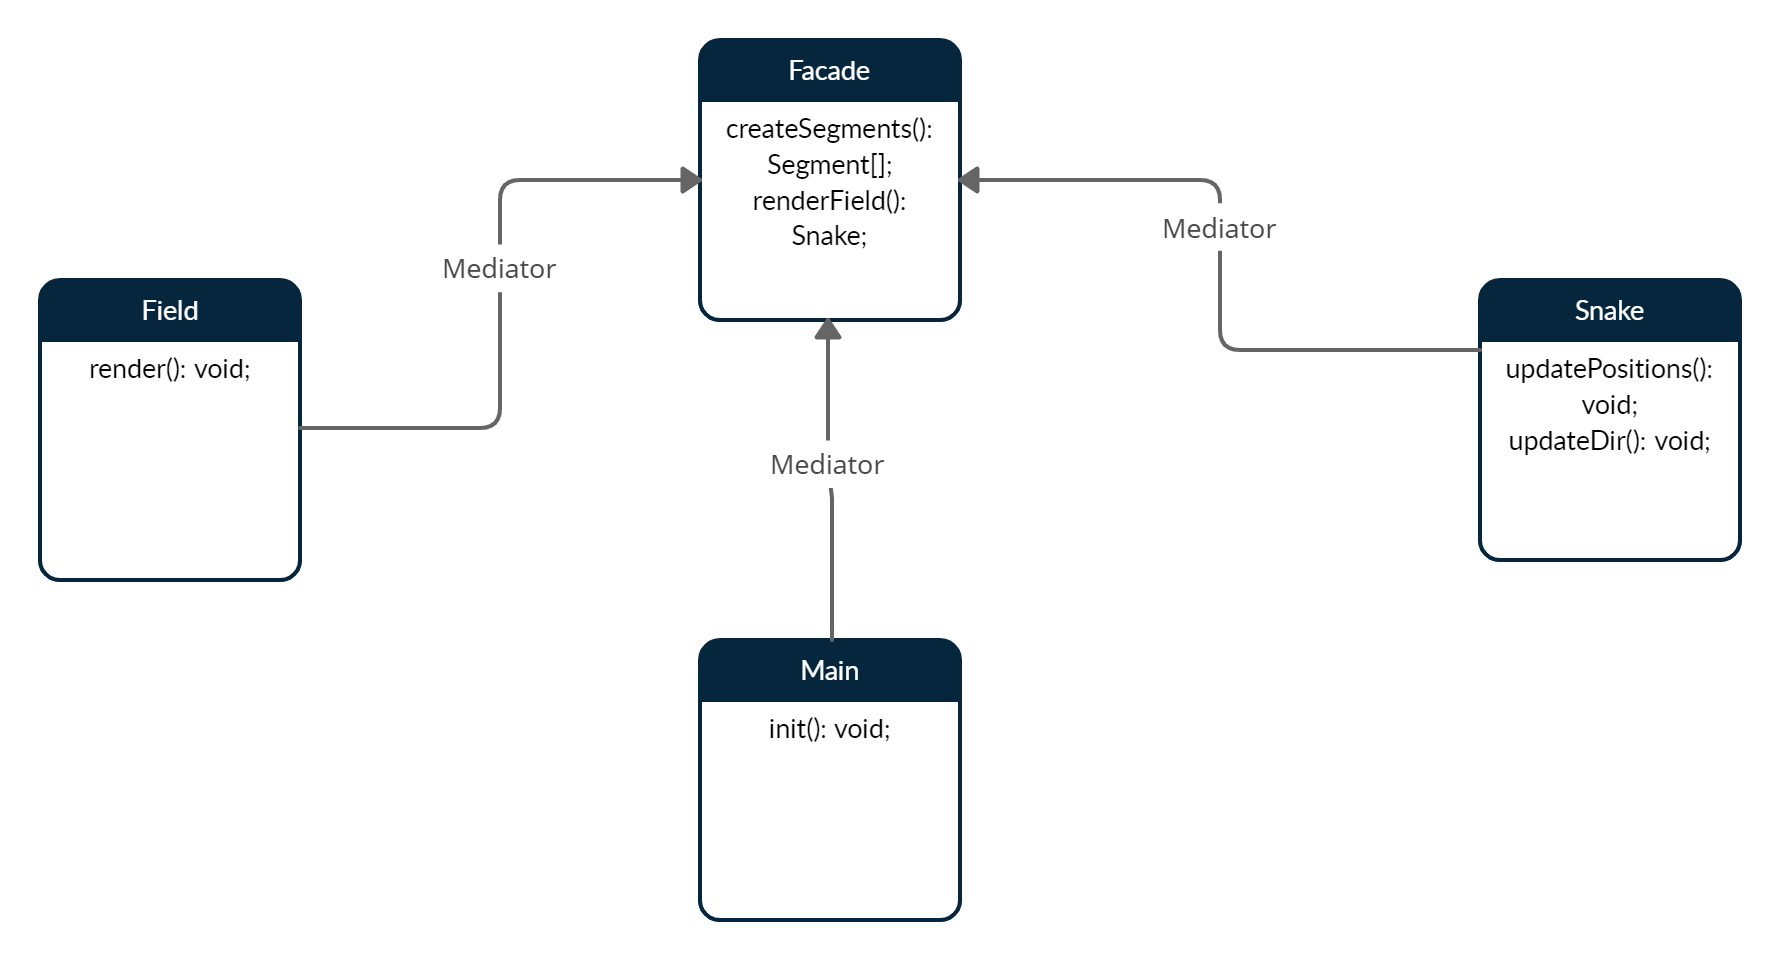 Facade
createSegments():
Segment[];
renderField():
Snake;
Mediator
Mediator
Field
render(): void;
Snake
updatePositions():
void;
updateDir(): void;
Mediator
Main
init(): void;